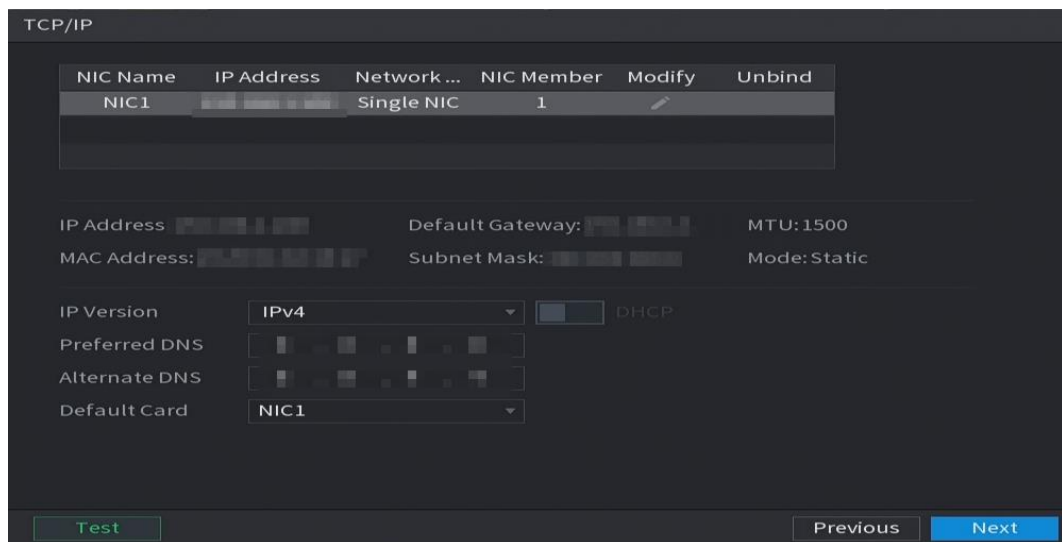 TCP/IP
NIC Name IP Address Network ... NIC Member Modify Unbind
NIC1 Single NIC 1
IP Address Default Gateway: MTU:1500
MAC Address: Subnet Mask: Mode:Static
IP Version IPv4 DHCP
Preferred DNS
Alternate DNS
Default Card NIC1
Test Previous Next